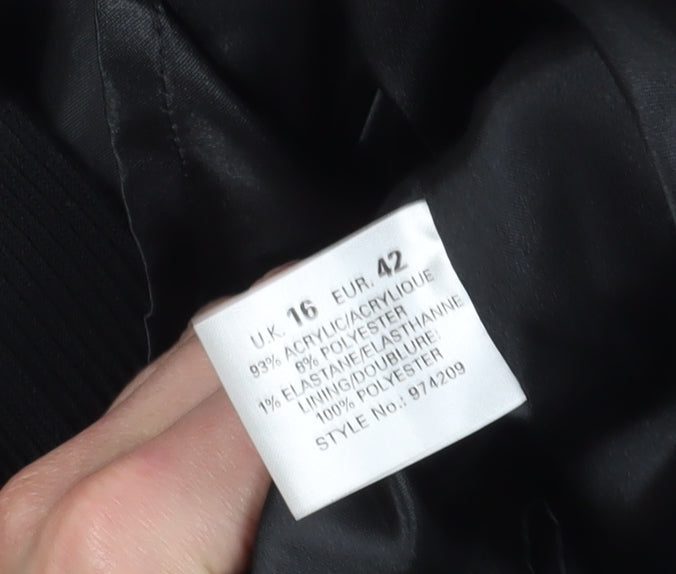 U.K. 16 EUR. 42
93% ACRYLIC/ACRYLIQUE
6% POLYESTER
1% ELASTANE/ELASTHANNE
LINING/DOUBLURE:
100% POLYESTER
STYLE No.: 974209